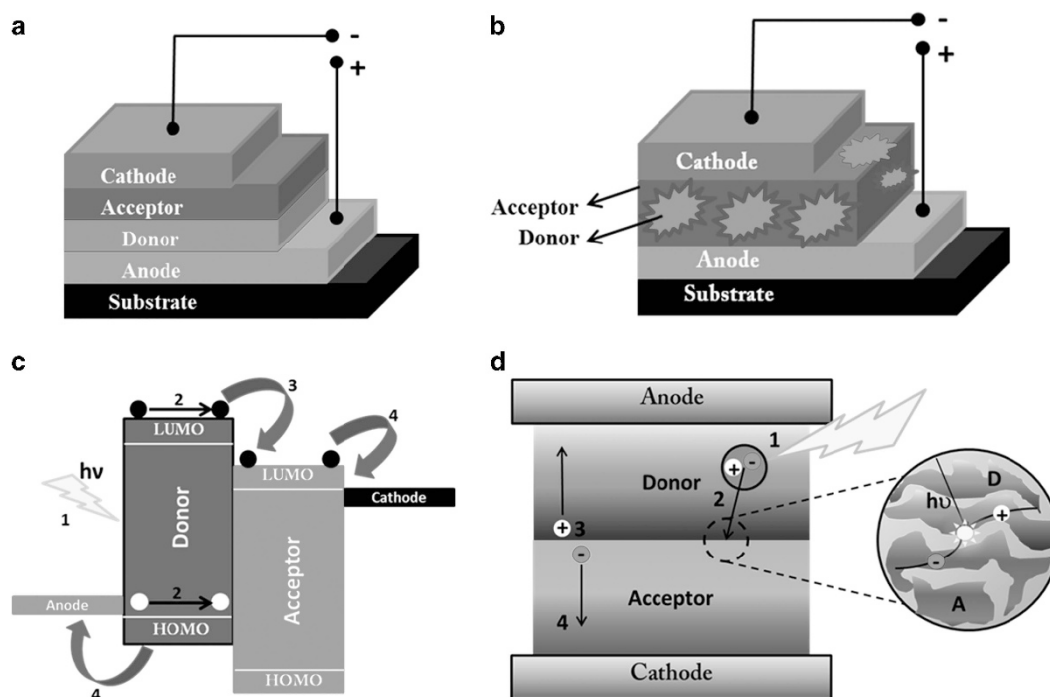 a
-
+
Cathode
Acceptor
Donor
Anode
Substrate
b
-
+
Cathode
Acceptor
Donor
Anode
Substrate
c
2
3
4
LUMO
LUMO
hν
1
Donor
Acceptor
Cathode
Anode
2
HOMO
4
HOMO
d
Anode
1
+ -
Donor
2
+ 3
-
4
Acceptor
Cathode
D
hυ
+
-
A